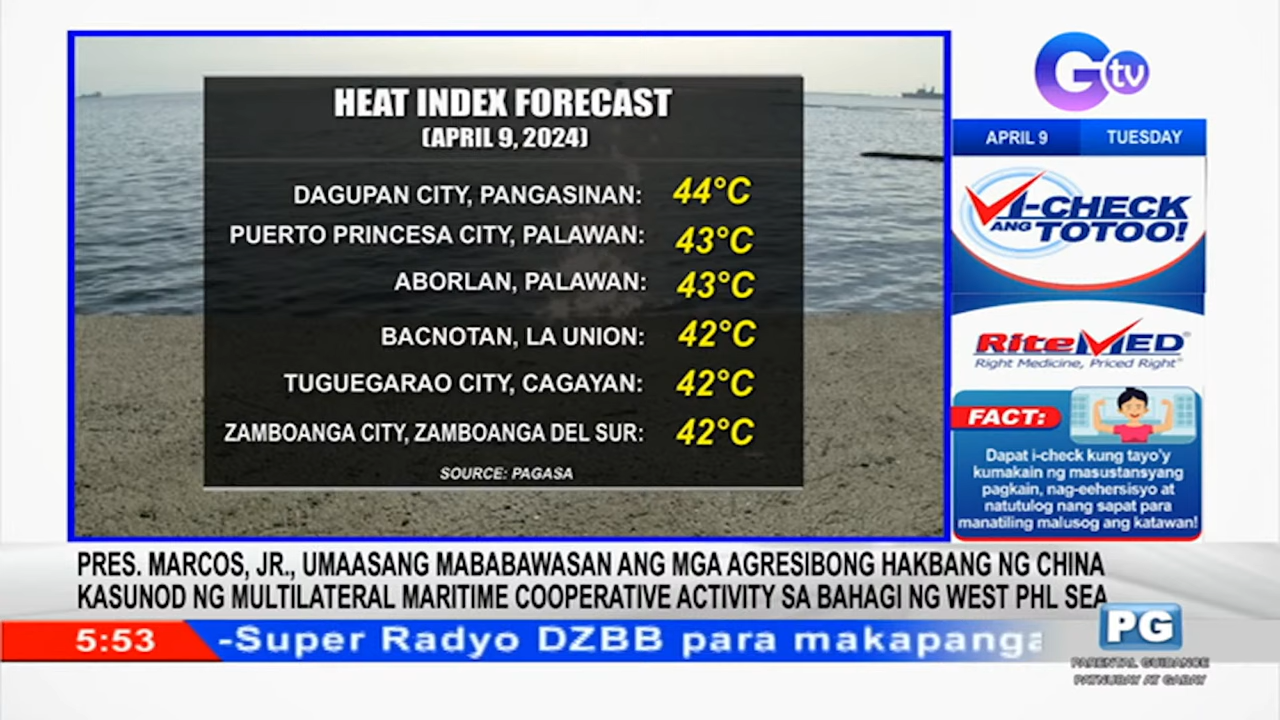 HEAT INDEX FORECAST
(APRIL 9, 2024)
DAGUPAN CITY, PANGASINAN: 44°C
PUERTO PRINCESA CITY, PALAWAN: 43°C
ABORLAN, PALAWAN: 43°C
BACNOTAN, LA UNION: 42°C
TUGUEGARAO CITY, CAGAYAN: 42°C
ZAMBOANGA CITY, ZAMBOANGA DEL SUR: 42°C
SOURCE: PAGASA
Gtv
APRIL 9 TUESDAY
I-CHECK
ANG TOTOO!
RiteMED®
Right Medicine, Priced Right™
FACT:
Dapat i-check kung tayo'y
kumakain ng masustansyang
pagkain, nag-eehersisyo at
natutulog nang sapat para
manatiling malusog ang katawan!
PRES. MARCOS, JR., UMAASANG MABABAWASAN ANG MGA AGRESIBONG HAKBANG NG CHINA
KASUNOD NG MULTILATERAL MARITIME COOPERATIVE ACTIVITY SA BAHAGI NG WEST PHL SEA
5:53 -Super Radyo DZBB para makapanga
PG
PARENTAL GUIDANCE
PATNUBAY AT GABAY